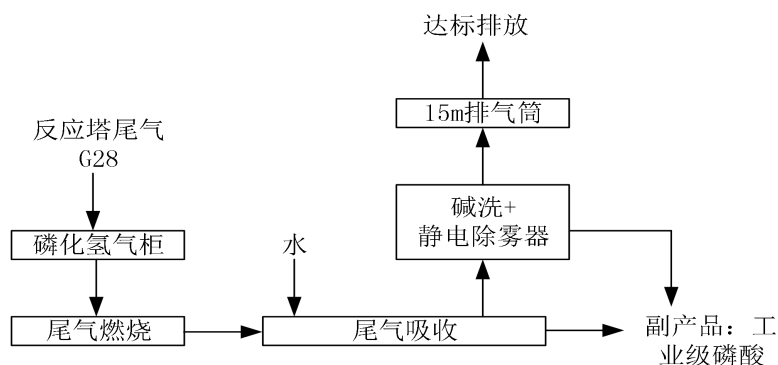 达标排放
15m排气筒
反应塔尾气
G28
碱洗+
静电除雾器
磷化氢气柜
水
尾气燃烧
尾气吸收
副产品：工
业级磷酸